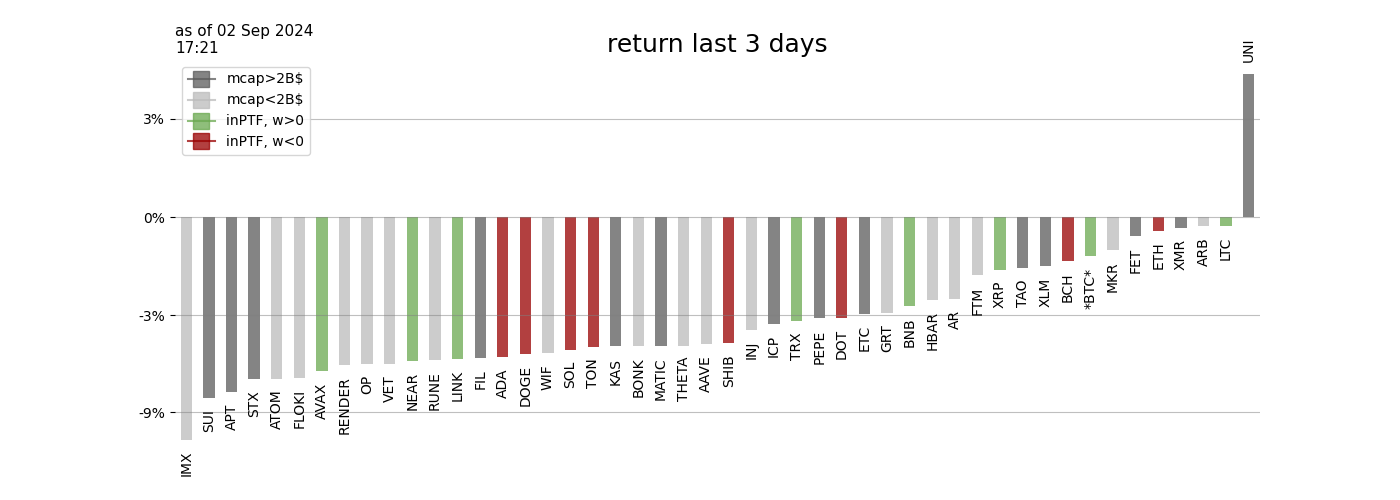 as of 02 Sep 2024
17:21
return last 3 days
mcap>2B$
mcap<2B$
inPTF, w>0
inPTF, w<0
3%
0%
-3%
-9%
IMX
SUI
APT
STX
ATOM
FLOKI
AVAX
RENDER
OP
VET
NEAR
RUNE
LINK
FIL
ADA
DOGE
WIF
SOL
TON
KAS
BONK
MATIC
THETA
AAVE
SHIB
INJ
ICP
TRX
PEPE
DOT
ETC
GRT
BNB
HBAR
AR
FTM
XRP
TAO
XLM
BCH
*BTC*
MKR
FET
ETH
XMR
ARB
LTC
UNI